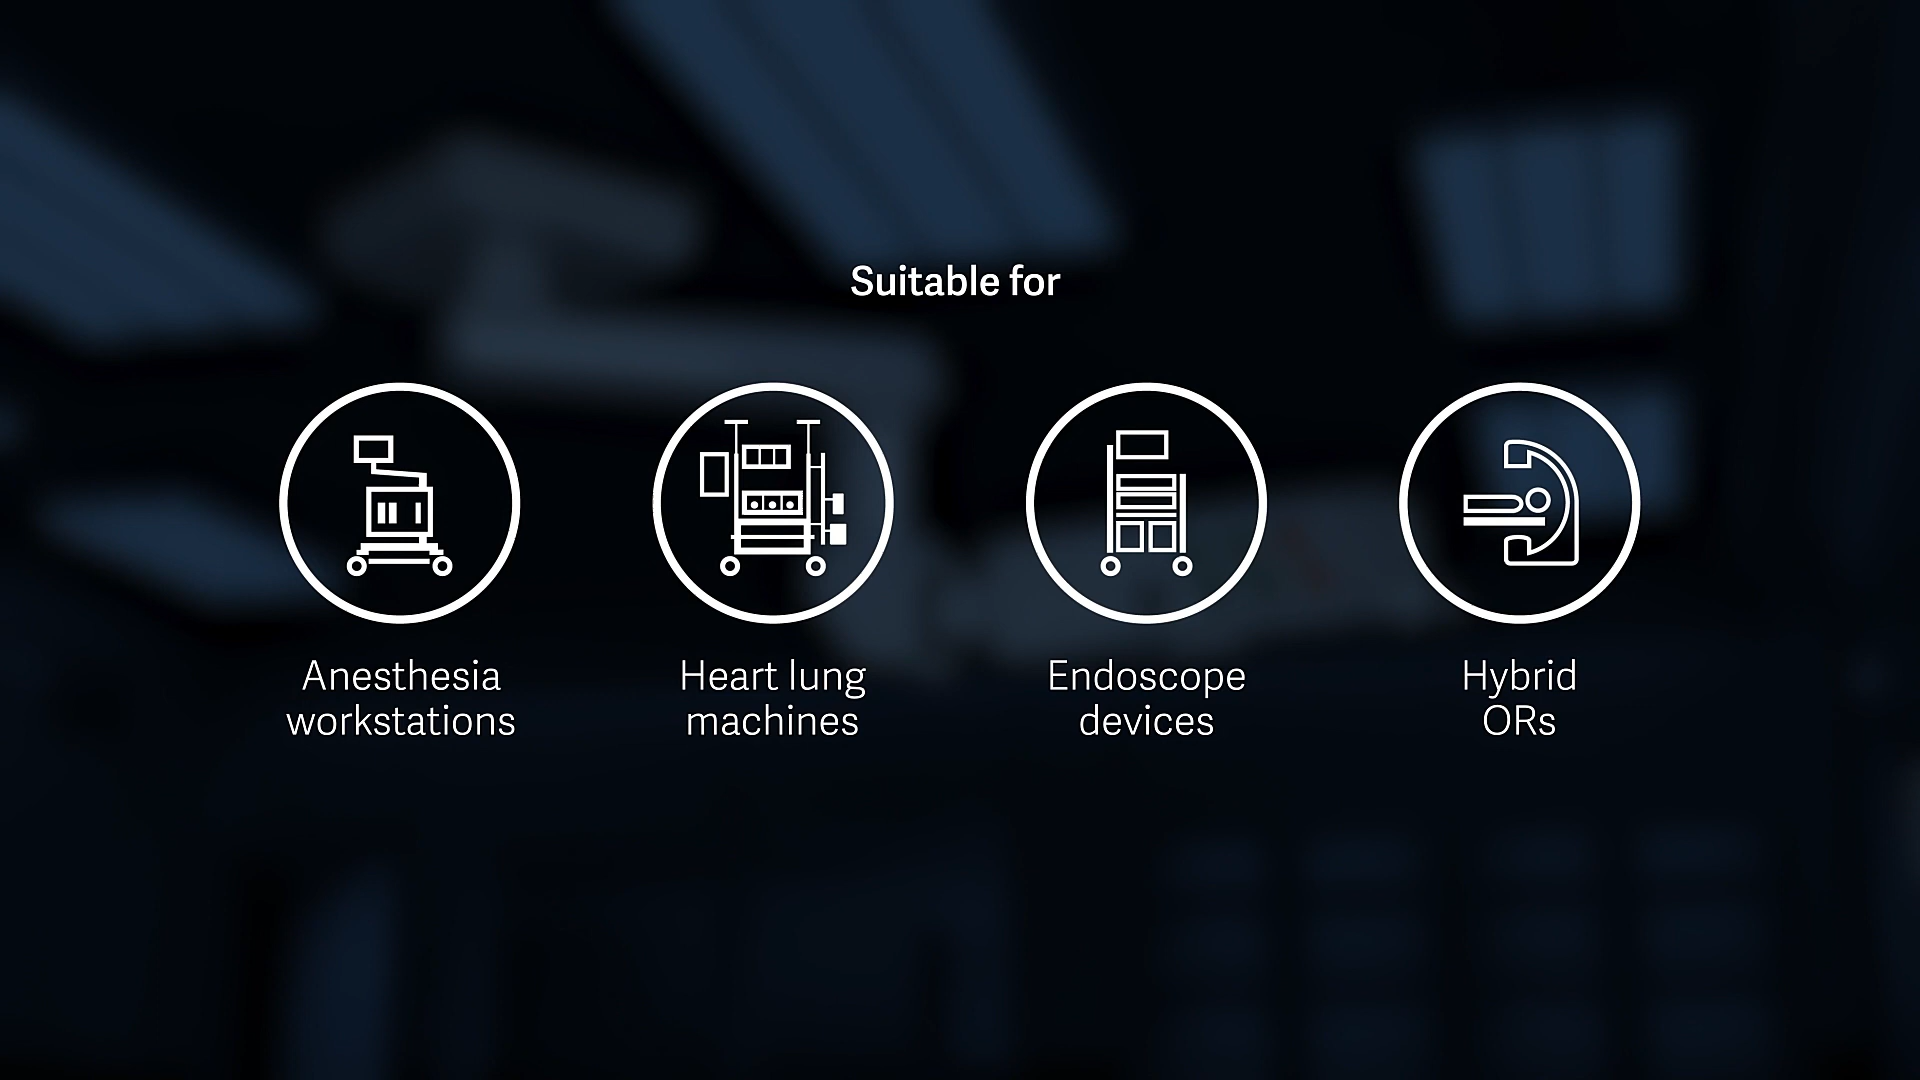 Suitable for
Anesthesia
workstations
Heart lung
machines
Endoscope
devices
Hybrid
ORs